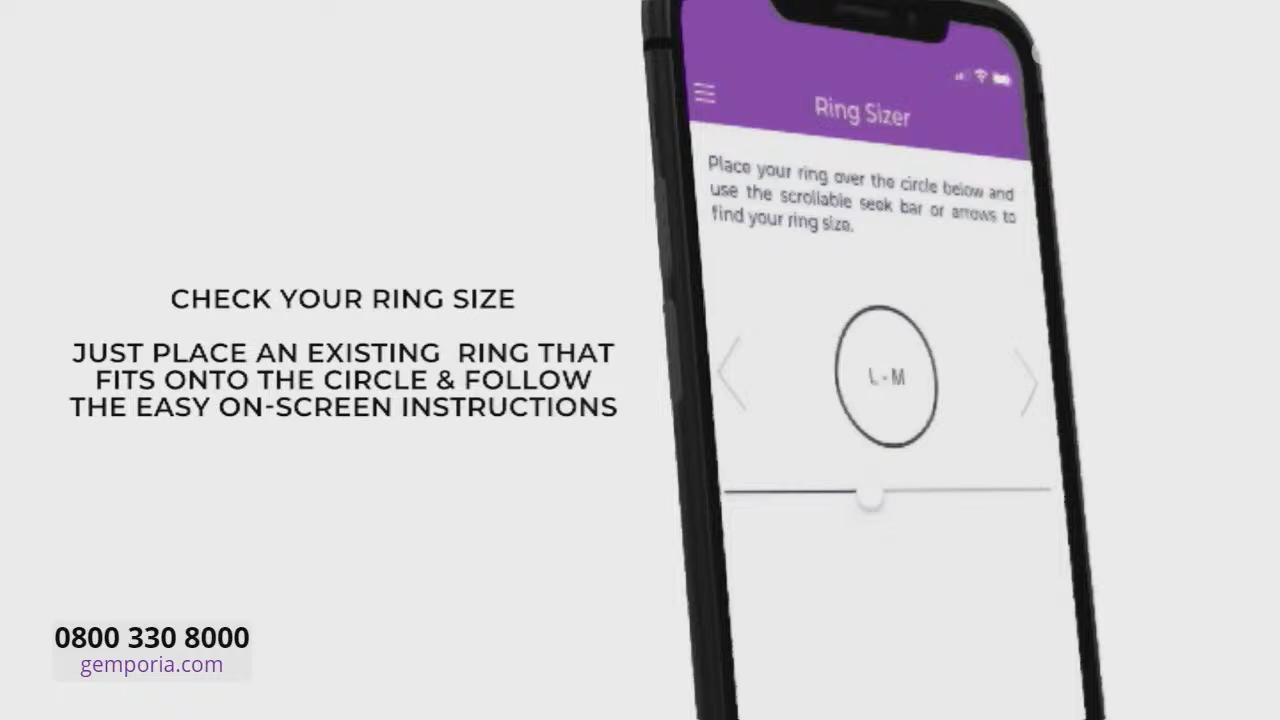 CHECK YOUR RING SIZE
JUST PLACE AN EXISTING RING THAT
FITS ONTO THE CIRCLE & FOLLOW
THE EASY ON-SCREEN INSTRUCTIONS
0800 330 8000
gemporia.com
Ring Sizer
Place your ring over the circle below and
use the scrollable seek bar or arrows to
find your ring size.
L - M